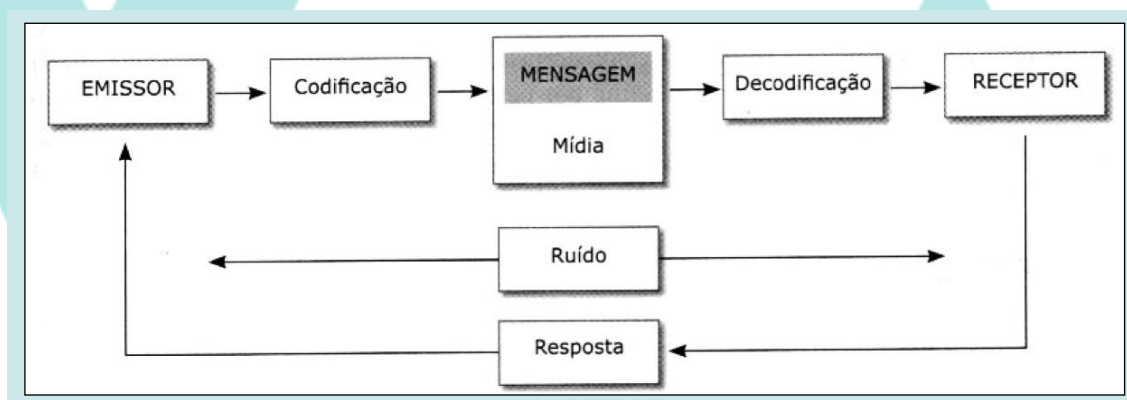 EMISSOR
Codificação
MENSAGEM
Mídia
Decodificação
RECEPTOR
Ruído
Resposta